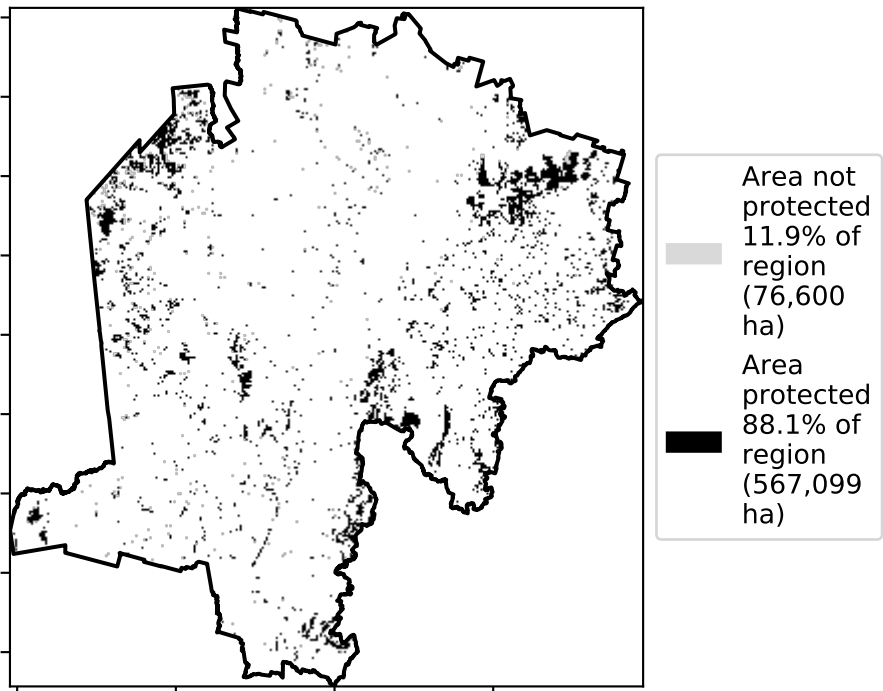 Area not
protected
11.9% of
region
(76,600
ha)
Area
protected
88.1% of
region
(567,099
ha)